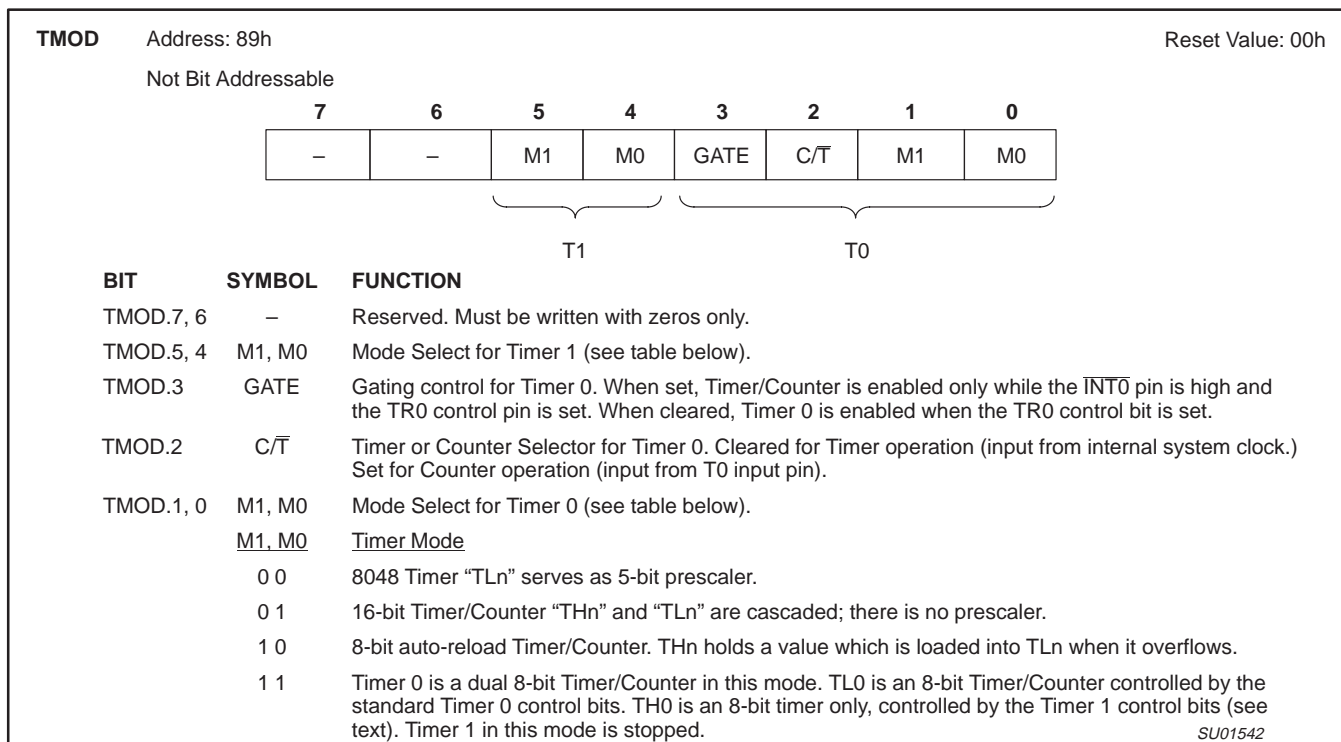 TMOD Address: 89h Reset Value: 00h
Not Bit Addressable
7 6 5 4 3 2 1 0
– – M1 M0 GATE C/T̅ M1 M0
T1 T0
BIT SYMBOL FUNCTION
TMOD.7, 6 – Reserved. Must be written with zeros only.
TMOD.5, 4 M1, M0 Mode Select for Timer 1 (see table below).
TMOD.3 GATE Gating control for Timer 0. When set, Timer/Counter is enabled only while the I̅N̅T̅0̅ pin is high and
the TR0 control pin is set. When cleared, Timer 0 is enabled when the TR0 control bit is set.
TMOD.2 C/T̅ Timer or Counter Selector for Timer 0. Cleared for Timer operation (input from internal system clock.)
Set for Counter operation (input from T0 input pin).
TMOD.1, 0 M1, M0 Mode Select for Timer 0 (see table below).
M1, M0 Timer Mode
0 0 8048 Timer “TLn” serves as 5-bit prescaler.
0 1 16-bit Timer/Counter “THn” and “TLn” are cascaded; there is no prescaler.
1 0 8-bit auto-reload Timer/Counter. THn holds a value which is loaded into TLn when it overflows.
1 1 Timer 0 is a dual 8-bit Timer/Counter in this mode. TL0 is an 8-bit Timer/Counter controlled by the
standard Timer 0 control bits. TH0 is an 8-bit timer only, controlled by the Timer 1 control bits (see
text). Timer 1 in this mode is stopped.
SU01542